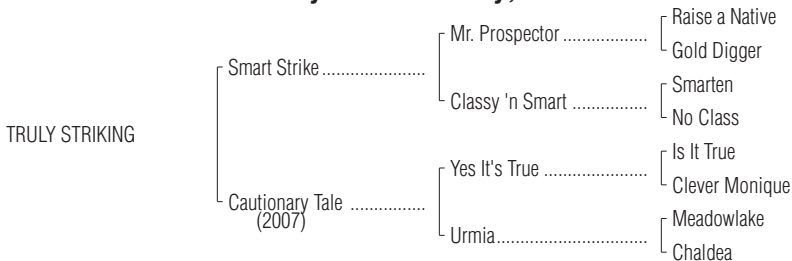 Raise a Native
Mr. Prospector ..................
Gold Digger
Smart Strike......................
Smarten
Classy 'n Smart ................
No Class
TRULY STRIKING
Is It True
Yes It's True ......................
Clever Monique
Cautionary Tale ................
(2007)
Meadowlake
Urmia................................
Chaldea